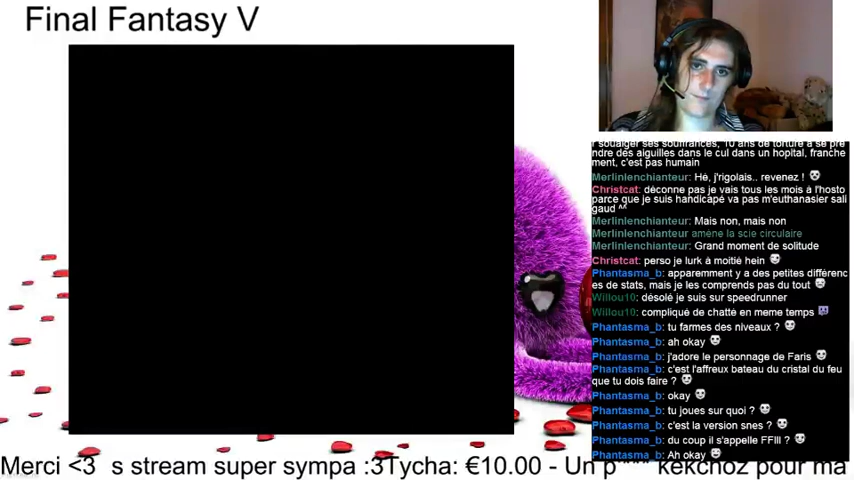 Final Fantasy V
r soulager ses souffrances, 10 ans de torture a se pre
ndre des aiguilles dans le cul dans un hopital, franche
ment, c'est pas humain
Merlinlenchianteur: Hé, j'rigolais.. revenez !
Christcat: déconne pas je vais tous les mois à l'hosto
parce que je suis handicapé va pas m'euthanasier sali
gaud ^^
Merlinlenchianteur: Mais non, mais non
Merlinlenchianteur amène la scie circulaire
Merlinlenchianteur: Grand moment de solitude
Christcat: perso je lurk à moitié hein
Phantasma_b: apparemment y a des petites différenc
es de stats, mais je les comprends pas du tout
Willou10: désolé je suis sur speedrunner
Willou10: compliqué de chatté en meme temps
Phantasma_b: tu farmes des niveaux ?
Phantasma_b: ah okay
Phantasma_b: j'adore le personnage de Faris
Phantasma_b: c'est l'affreux bateau du cristal du feu
que tu dois faire ?
Phantasma_b: okay
Phantasma_b: tu joues sur quoi ?
Phantasma_b: c'est la version snes ?
Phantasma_b: du coup il s'appelle FFIII ?
Phantasma_b: Ah okay
Merci <3 s stream super sympa :3Tycha: €10.00 - Un p*** kekchoz pour ma